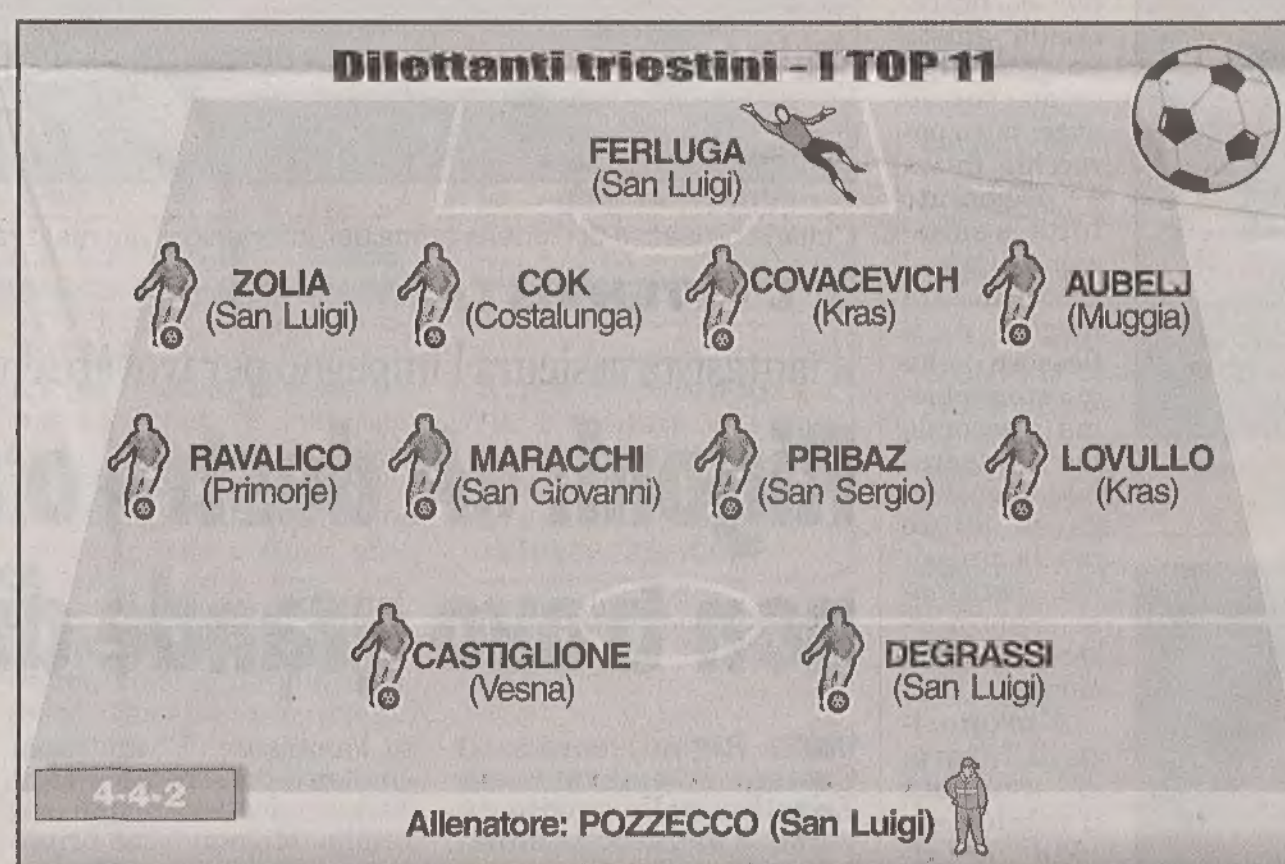 Dilettanti triestini - I TOP 11
FERLUGA
(San Luigi)
ZOLIA
(San Luigi)
COK
(Costalunga)
COVACEVICH
(Kras)
AUBELJ
(Muggia)
RAVALICO
(Primorje)
MARACCHI
(San Giovanni)
PRIBAZ
(San Sergio)
LOVULLO
(Kras)
CASTIGLIONE
(Vesna)
DEGRASSI
(San Luigi)
4-4-2
Allenatore: POZZECCO (San Luigi)